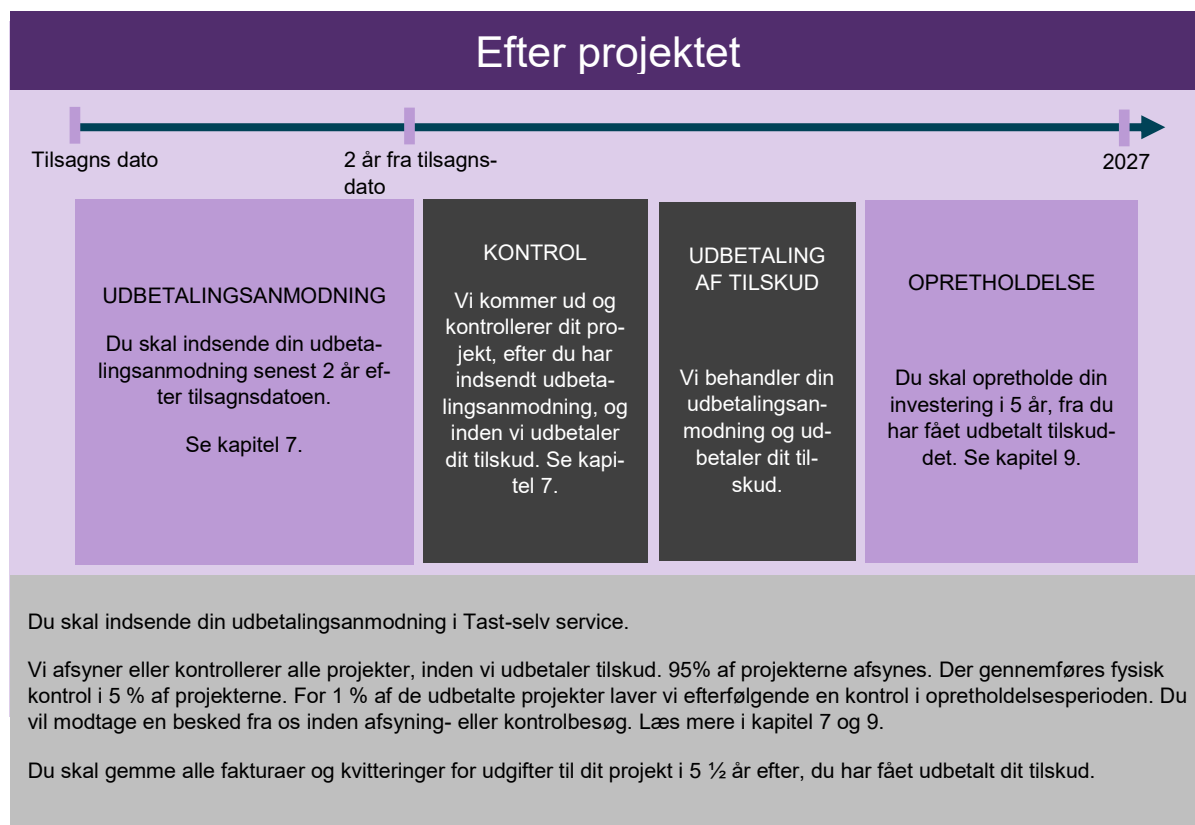 Efter projektet
Tilsagns dato
2 år fra tilsagns-
dato
2027
UDBETALINGSANMODNING
Du skal indsende din udbeta-
lingsanmodning senest 2 år ef-
ter tilsagnsdatoen.
Se kapitel 7.
KONTROL
Vi kommer ud og
kontrollerer dit pro-
jekt, efter du har
indsendt udbeta-
lingsanmodning, og
inden vi udbetaler
dit tilskud. Se kapi-
tel 7.
UDBETALING
AF TILSKUD
Vi behandler din
udbetalingsan-
modning og ud-
betaler dit til-
skud.
OPRETHOLDELSE
Du skal opretholde din
investering i 5 år, fra du
har fået udbetalt tilskud-
det. Se kapitel 9.
Du skal indsende din udbetalingsanmodning i Tast-selv service.
Vi afsyner eller kontrollerer alle projekter, inden vi udbetaler tilskud. 95% af projekterne afsynes. Der gennemføres fysisk
kontrol i 5 % af projekterne. For 1 % af de udbetalte projekter laver vi efterfølgende en kontrol i opretholdelsesperioden. Du
vil modtage en besked fra os inden afsyning- eller kontrolbesøg. Læs mere i kapitel 7 og 9.
Du skal gemme alle fakturaer og kvitteringer for udgifter til dit projekt i 5 ½ år efter, du har fået udbetalt dit tilskud.